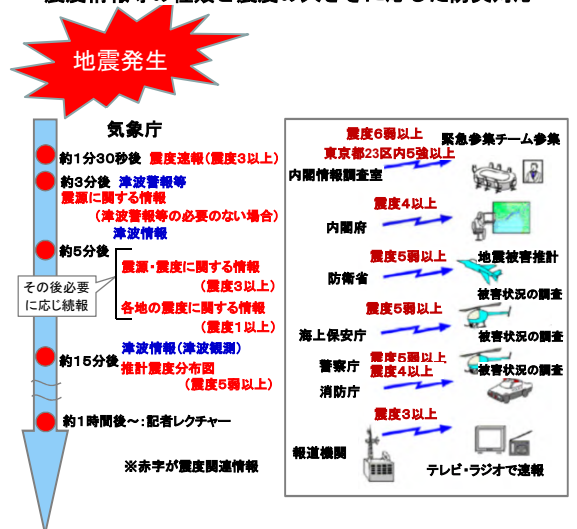 地震発生
気象庁
約1分30秒後 震度速報(震度3以上)
約3分後 津波警報等
震源に関する情報
(津波警報等の必要のない場合)
津波情報
約5分後
震源・震度に関する情報
(震度3以上)
その後必要
に応じ続報
各地の震度に関する情報
(震度1以上)
約15分後 津波情報(津波観測)
推計震度分布図
(震度5弱以上)
約1時間後～:記者レクチャー
※赤字が震度関連情報
震度6弱以上
東京都23区内5強以上
緊急参集チーム参集
内閣情報調査室
震度4以上
内閣府
震度5弱以上
地震被害推計
防衛省
被害状況の調査
震度5弱以上
海上保安庁
被害状況の調査
震度5弱以上
警察庁
震度4以上
被害状況の調査
消防庁
震度3以上
報道機関
テレビ・ラジオで速報